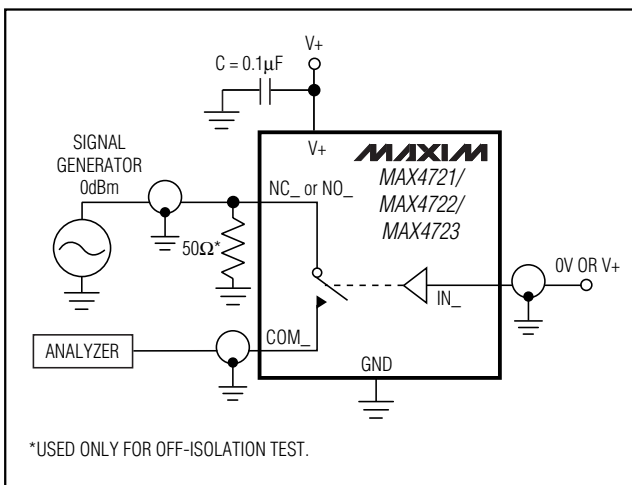 V+
C = 0.1µF
SIGNAL
GENERATOR
0dBm
V+
MAXIM
NC_ or NO_
MAX4721/
MAX4722/
MAX4723
50Ω*
0V OR V+
IN_
COM_
ANALYZER
GND
*USED ONLY FOR OFF-ISOLATION TEST.